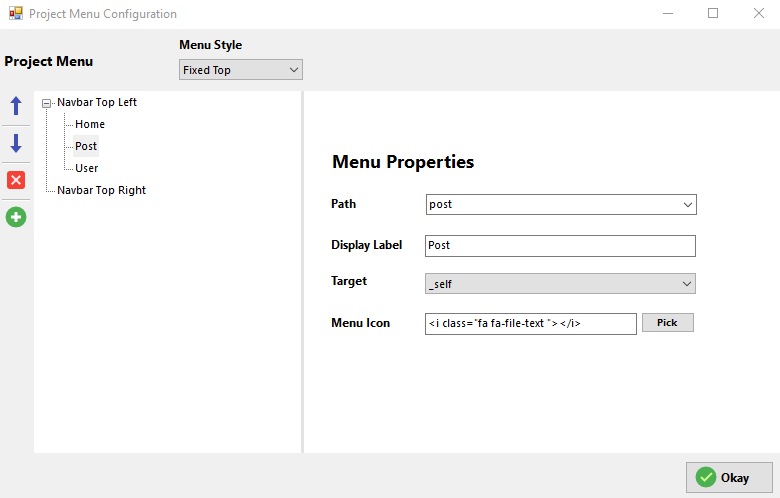 Project Menu Configuration
Menu Style
Project Menu
Fixed Top
Navbar Top Left
Home
Post
User
Navbar Top Right
Menu Properties
Path post
Display Label Post
Target _self
Menu Icon <i class="fa fa-file-text "></i> Pick
Okay